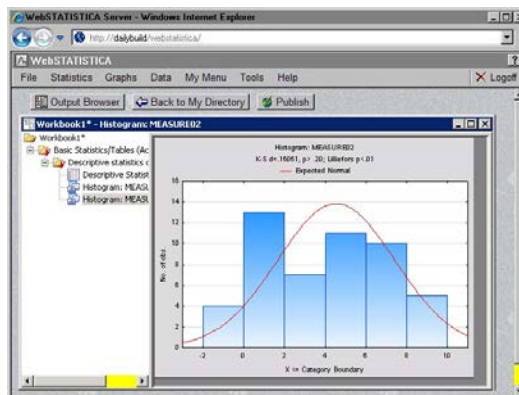 WebSTATISTICA Server - Windows Internet Explorer
http://dailybuild/webstatistica/
WebSTATISTICA
File Statistics Graphs Data My Menu Tools Help Logoff
Output Browser Back to My Directory Publish
Workbook1* - Histogram: MEASURE02
Workbook1*
Basic Statistics/Tables (Ac
Descriptive statistics c
Descriptive Statist
Histogram: MEASU
Histogram: MEASU
Histogram: MEASURE02
K-S d=.16061, p> .20; Lilliefors p<.01
Expected Normal
16
14
12
10
8
6
4
2
0
No. of obs.
-2 0 2 4 6 8 10
X <= Category Boundary